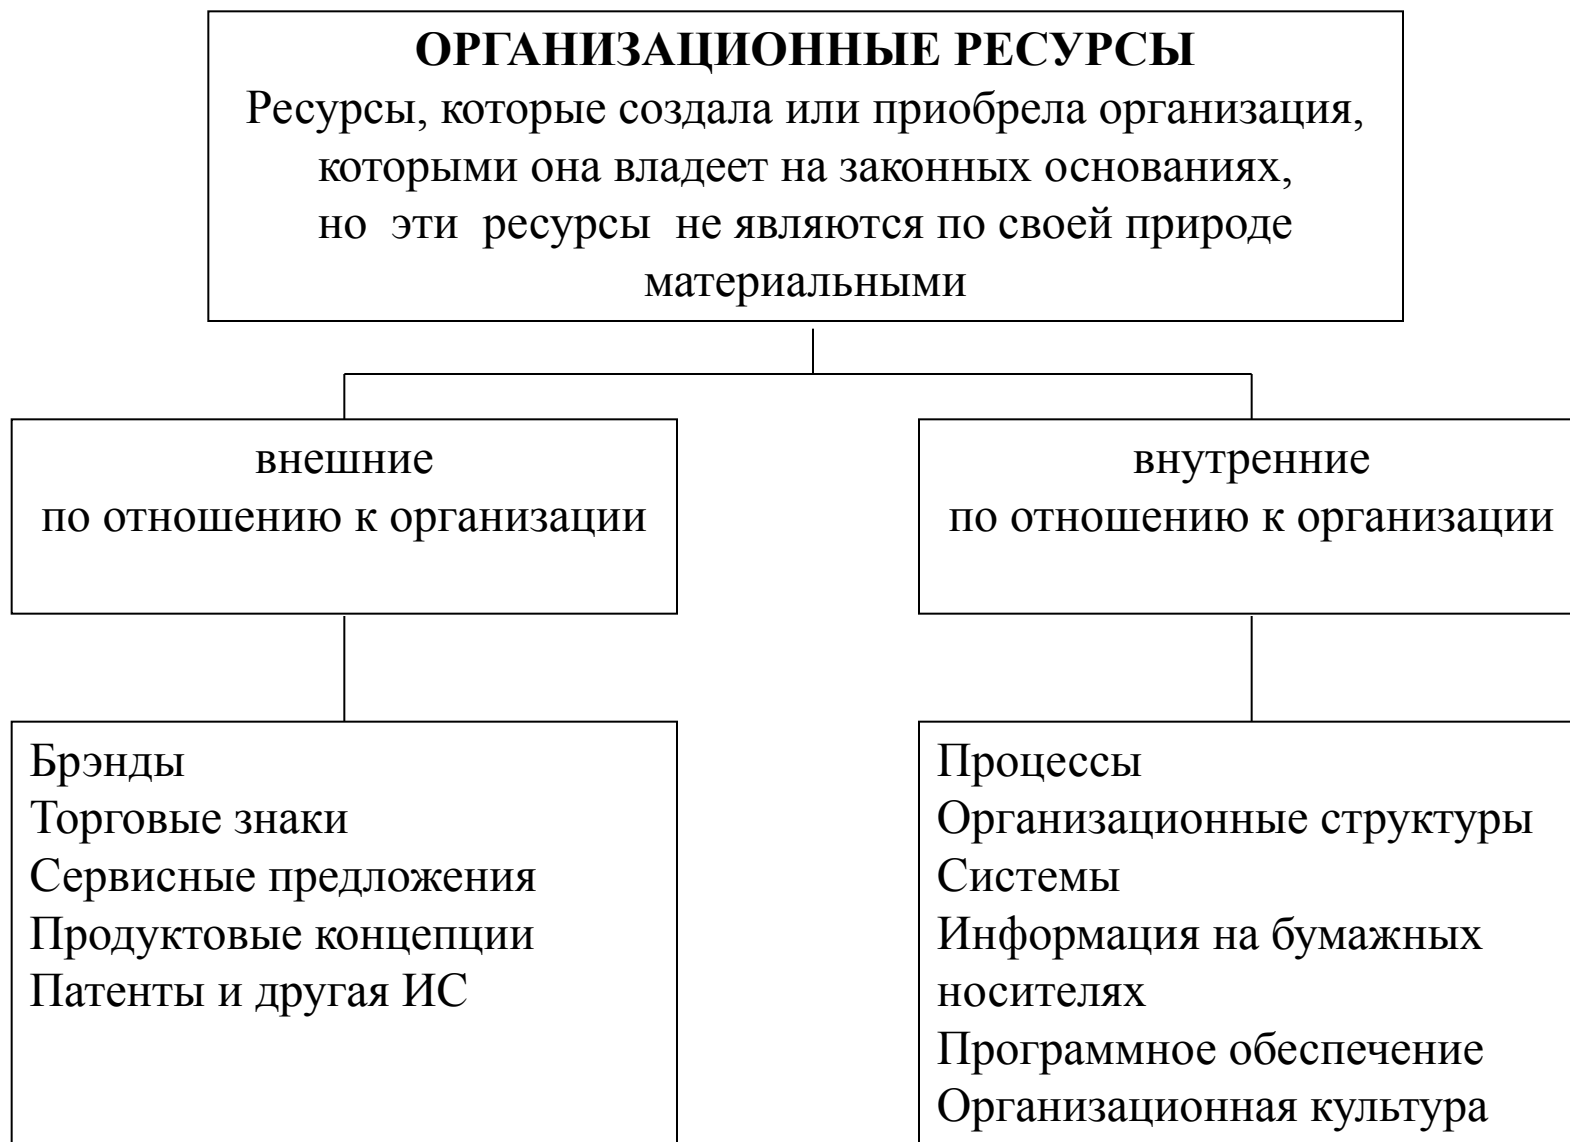 ОРГАНИЗАЦИОННЫЕ РЕСУРСЫ
Ресурсы, которые создала или приобрела организация,
которыми она владеет на законных основаниях,
но эти ресурсы не являются по своей природе
материальными
внешние
по отношению к организации
внутренние
по отношению к организации
Брэнды
Торговые знаки
Сервисные предложения
Продуктовые концепции
Патенты и другая ИС
Процессы
Организационные структуры
Системы
Информация на бумажных
носителях
Программное обеспечение
Организационная культура